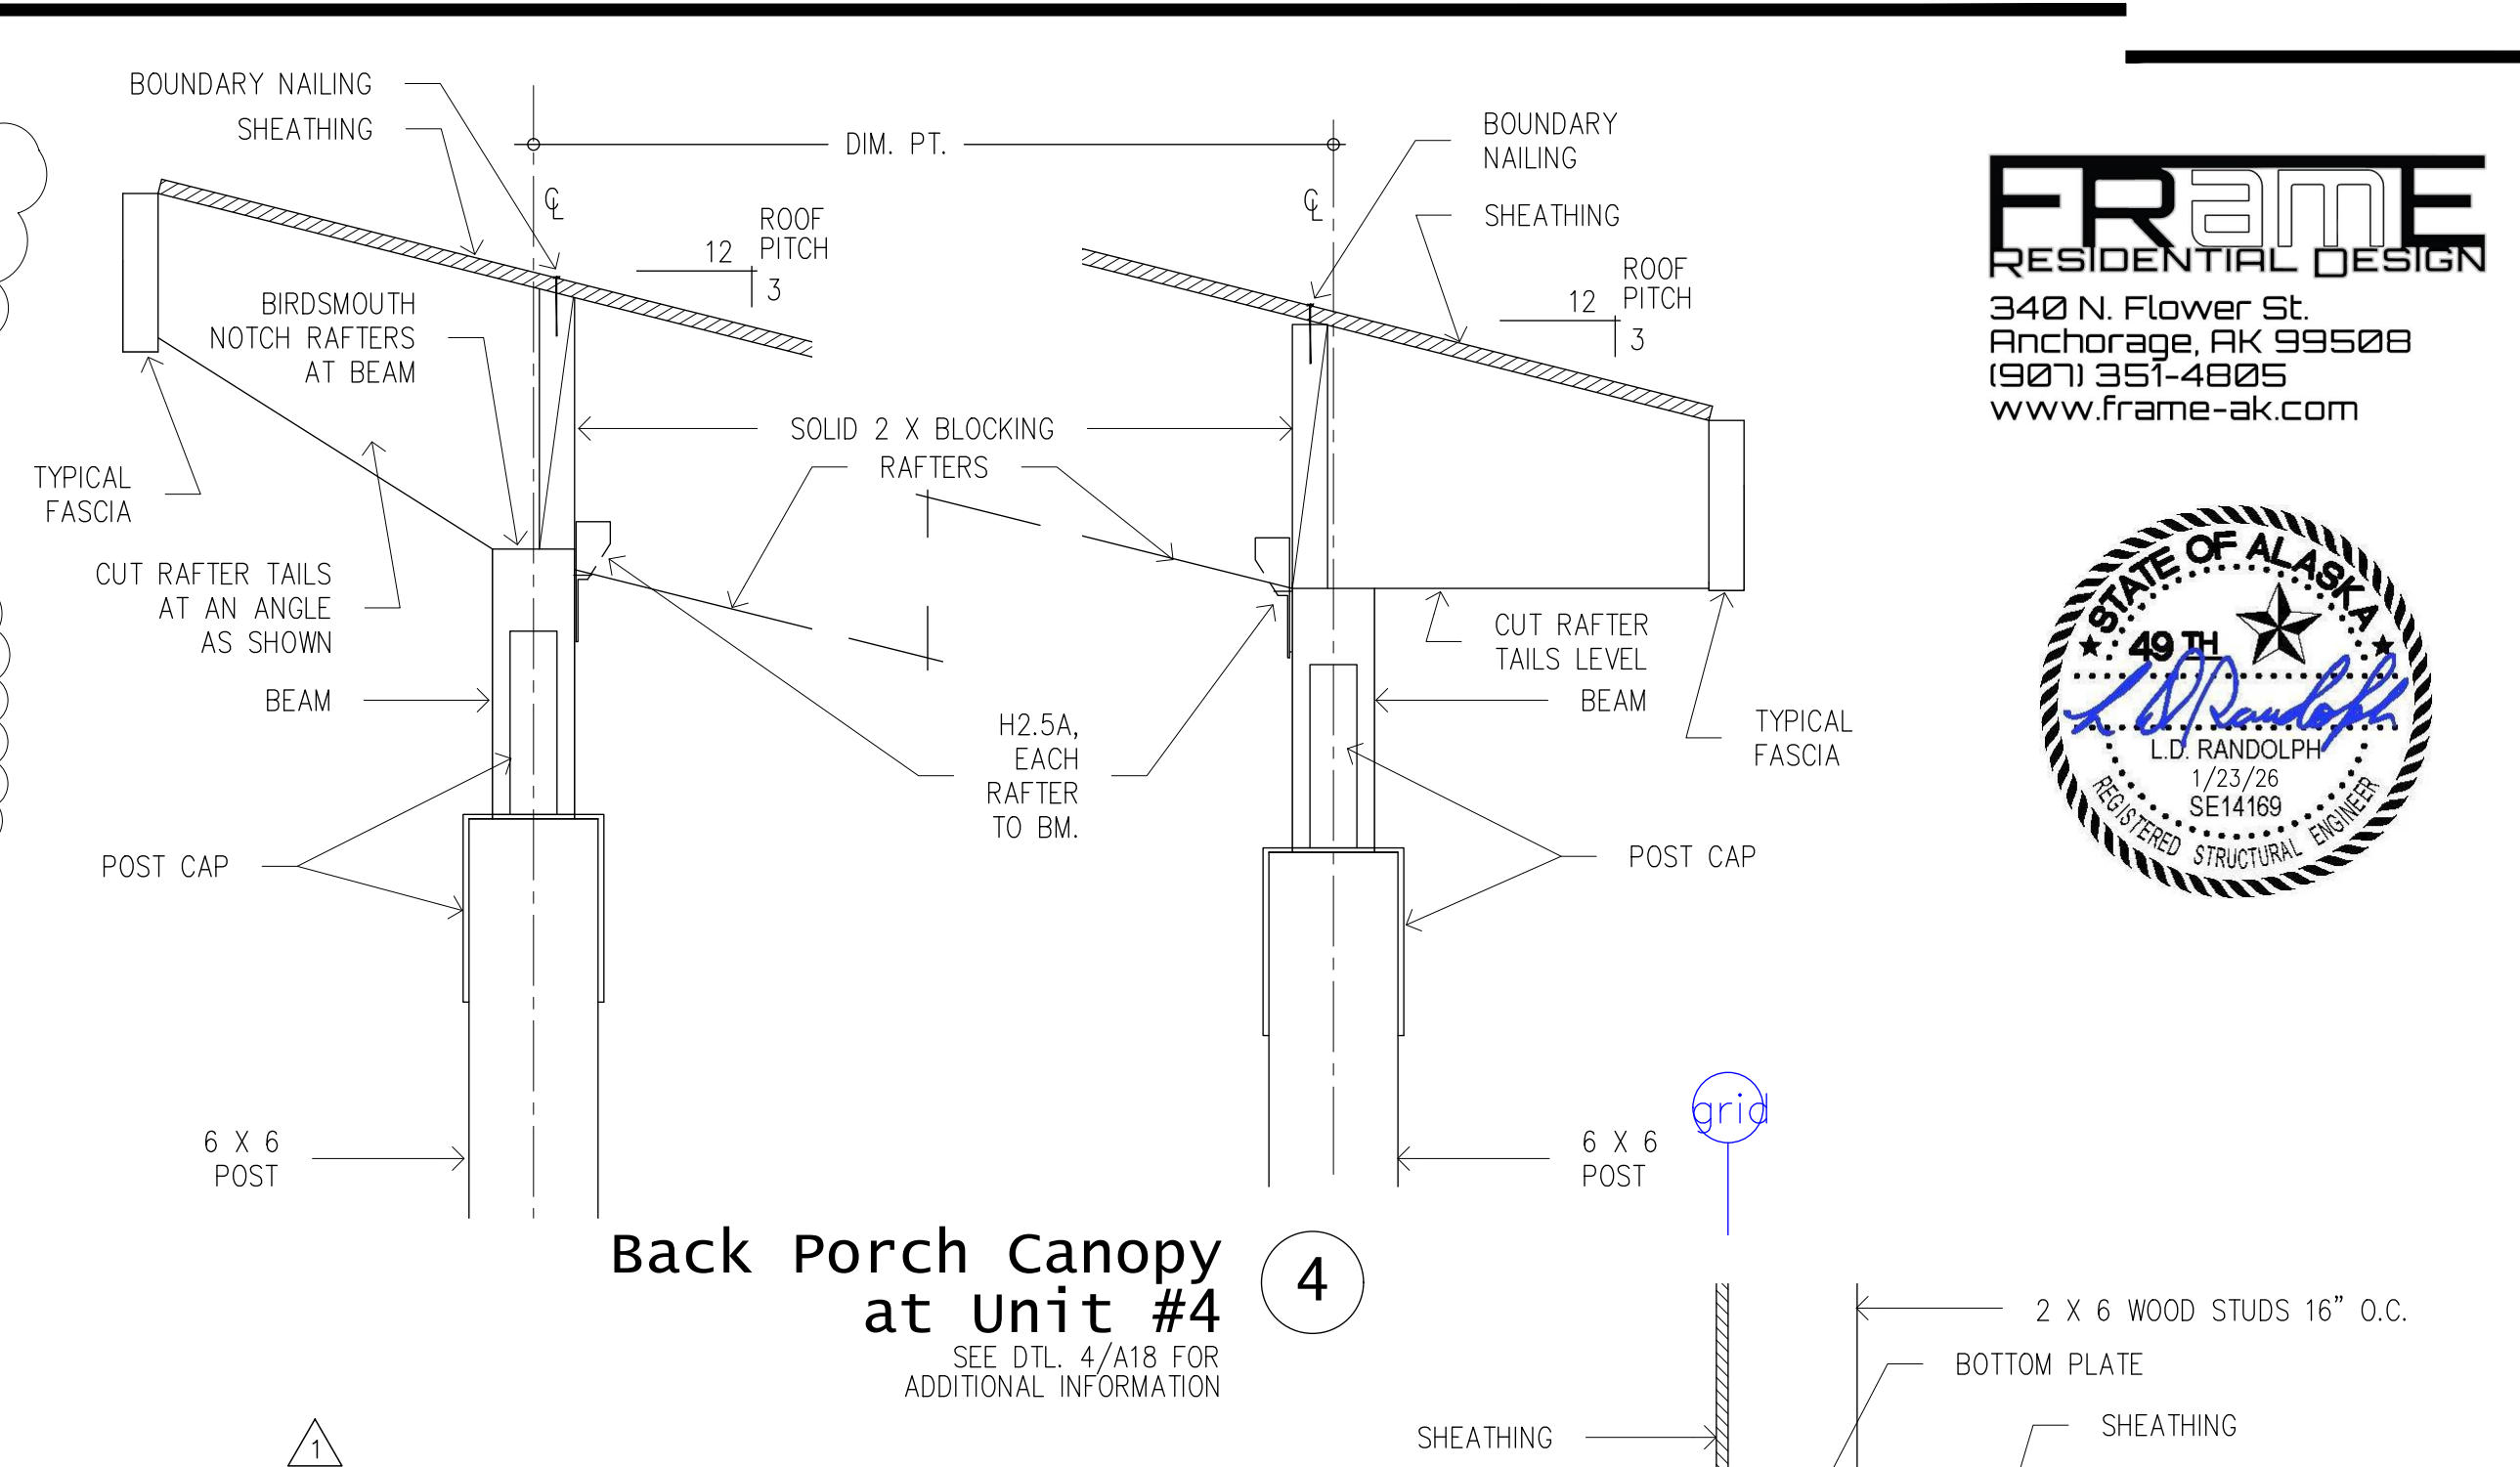 BOUNDARY NAILING
SHEATHING
DIM. PT.
BOUNDARY
NAILING
SHEATHING
℄
℄
12
ROOF
PITCH
3
12
ROOF
PITCH
3
BIRDSMOUTH
NOTCH RAFTERS
AT BEAM
SOLID 2 X BLOCKING
RAFTERS
TYPICAL
FASCIA
CUT RAFTER TAILS
AT AN ANGLE
AS SHOWN
BEAM
H2.5A,
EACH
RAFTER
TO BM.
CUT RAFTER
TAILS LEVEL
BEAM
TYPICAL
FASCIA
POST CAP
POST CAP
6 X 6
POST
6 X 6
POST
grid
Back Porch Canopy
at Unit #4
4
SEE DTL. 4/A18 FOR
ADDITIONAL INFORMATION
1
FRamE
RESIDENTIAL DESIGN
340 N. Flower St.
Anchorage, AK 99508
(907) 351-4805
www.frame-ak.com
STATE OF ALASKA
49 TH
L D Randolph
L.D. RANDOLPH
1/23/26
SE14169
REGISTERED STRUCTURAL ENGINEER
2 X 6 WOOD STUDS 16" O.C.
BOTTOM PLATE
SHEATHING
SHEATHING